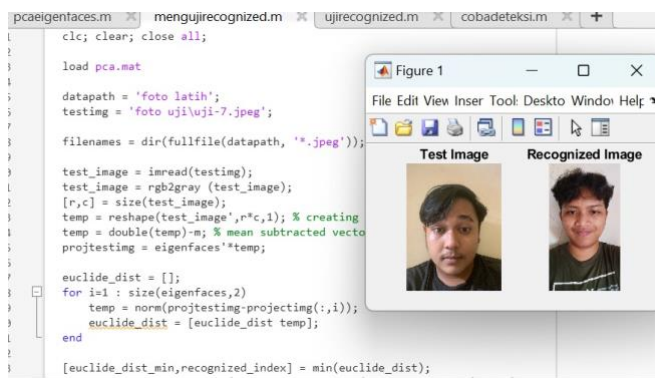 pcaeigenfaces.m mengujirecognized.m ujirecognized.m cobadeteksi.m
clc; clear; close all;
load pca.mat
datapath = 'foto latih';
testimg = 'foto uji\uji-7.jpeg';
filenames = dir(fullfile(datapath, '*.jpeg'));
test_image = imread(testimg);
test_image = rgb2gray (test_image);
[r,c] = size(test_image);
temp = reshape(test_image',r*c,1); % creating
temp = double(temp)-m; % mean subtracted vecto
projtestimg = eigenfaces'*temp;
euclide_dist = [];
for i=1 : size(eigenfaces,2)
temp = norm(projtestimg-projectimg(:,i));
euclide_dist = [euclide_dist temp];
end
[euclide_dist_min,recognized_index] = min(euclide_dist);
Figure 1
File Edit View Inser Tool: Deskto Windo Help
Test Image Recognized Image